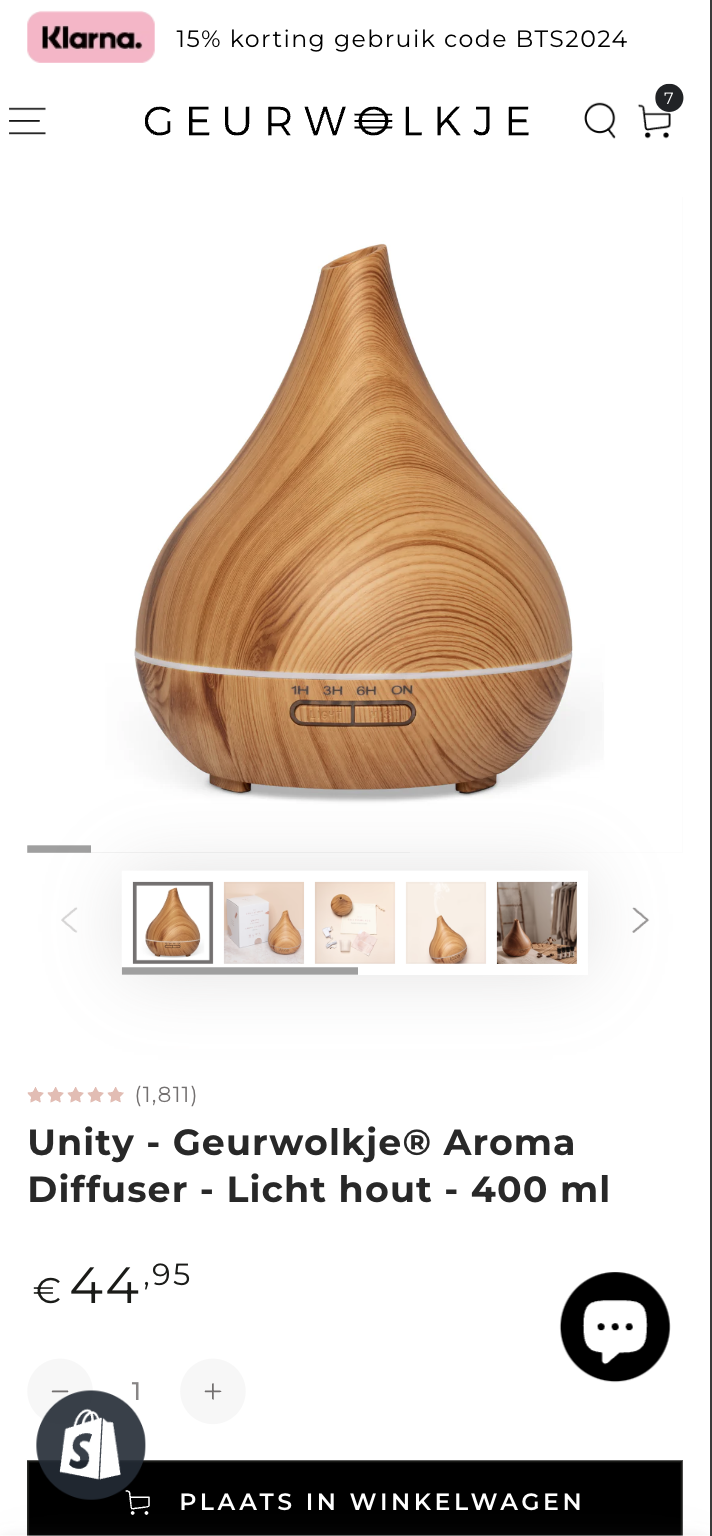 Klarna.
15% korting gebruik code BTS2024
7
GEURWOLKJE
1H 3H 6H ON
(1,811)
Unity - Geurwolkje® Aroma
Diffuser - Licht hout - 400 ml
€44,95
− 1 +
S
PLAATS IN WINKELWAGEN